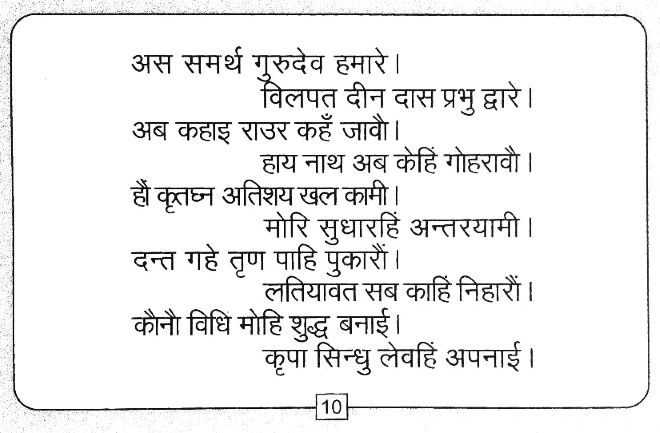 अस समर्थ गुरुदेव हमारे।
विलपत दीन दास प्रभु द्वारे।
अब कहाइ राउर कहँ जावौ।
हाय नाथ अब केहिं गोहरावौ।
हौं कृतघ्न अतिशय खल कामी।
मोरि सुधारहिं अन्तरयामी।
दन्त गहे तृण पाहि पुकारौं।
लतियावत सब काहिं निहारौं।
कौनौ विधि मोहि शुद्ध बनाई।
कृपा सिन्धु लेवहिं अपनाई।
10